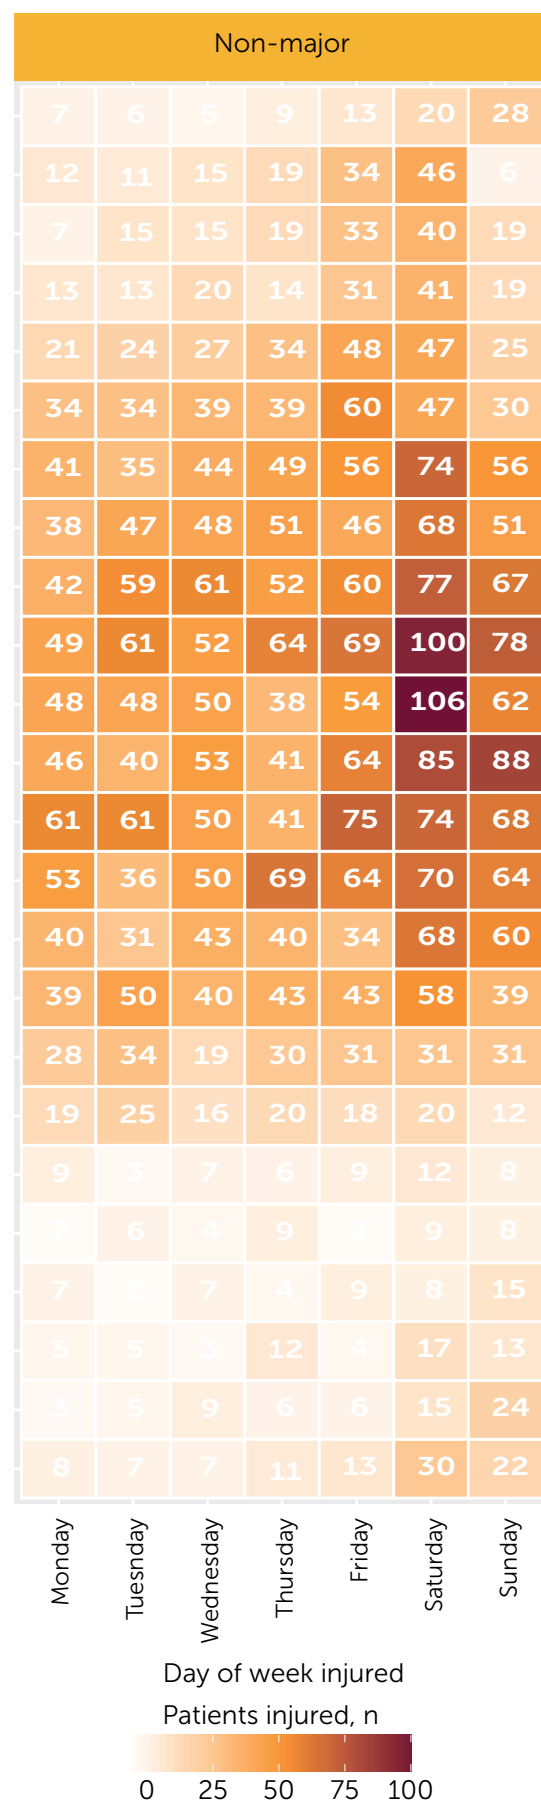 Non-major
7 6 5 9 13 20 28
12 11 15 19 34 46 6
7 15 15 19 33 40 19
13 13 20 14 31 41 19
21 24 27 34 48 47 25
34 34 39 39 60 47 30
41 35 44 49 56 74 56
38 47 48 51 46 68 51
42 59 61 52 60 77 67
49 61 52 64 69 100 78
48 48 50 38 54 106 62
46 40 53 41 64 85 88
61 61 50 41 75 74 68
53 36 50 69 64 70 64
40 31 43 40 34 68 60
39 50 40 43 43 58 39
28 34 19 30 31 31 31
19 25 16 20 18 20 12
9 3 7 6 9 12 8
2 6 4 9 2 9 8
7 2 7 4 9 8 15
5 5 3 12 4 17 13
3 5 9 6 6 15 24
8 7 7 11 13 30 22
Monday Tuesnday Wednesday Thursday Friday Saturday Sunday
Day of week injured
Patients injured, n
0 25 50 75 100